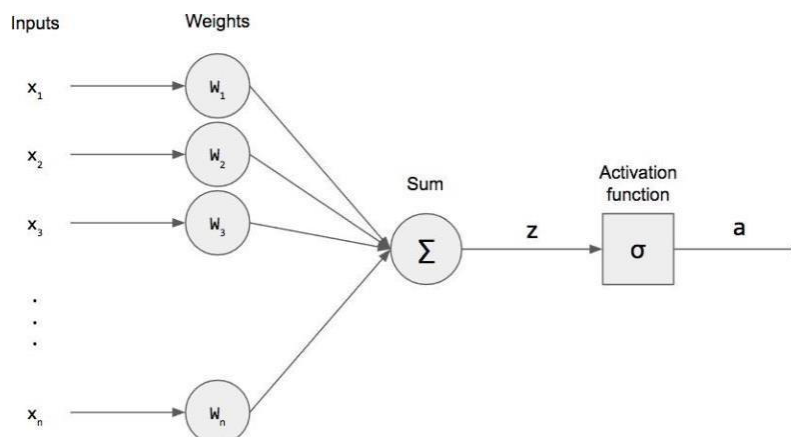 Inputs
Weights
x₁
W₁
x₂
W₂
x₃
W₃
Sum
Σ
z
Activation
function
σ
a
.
.
.
xₙ
Wₙ